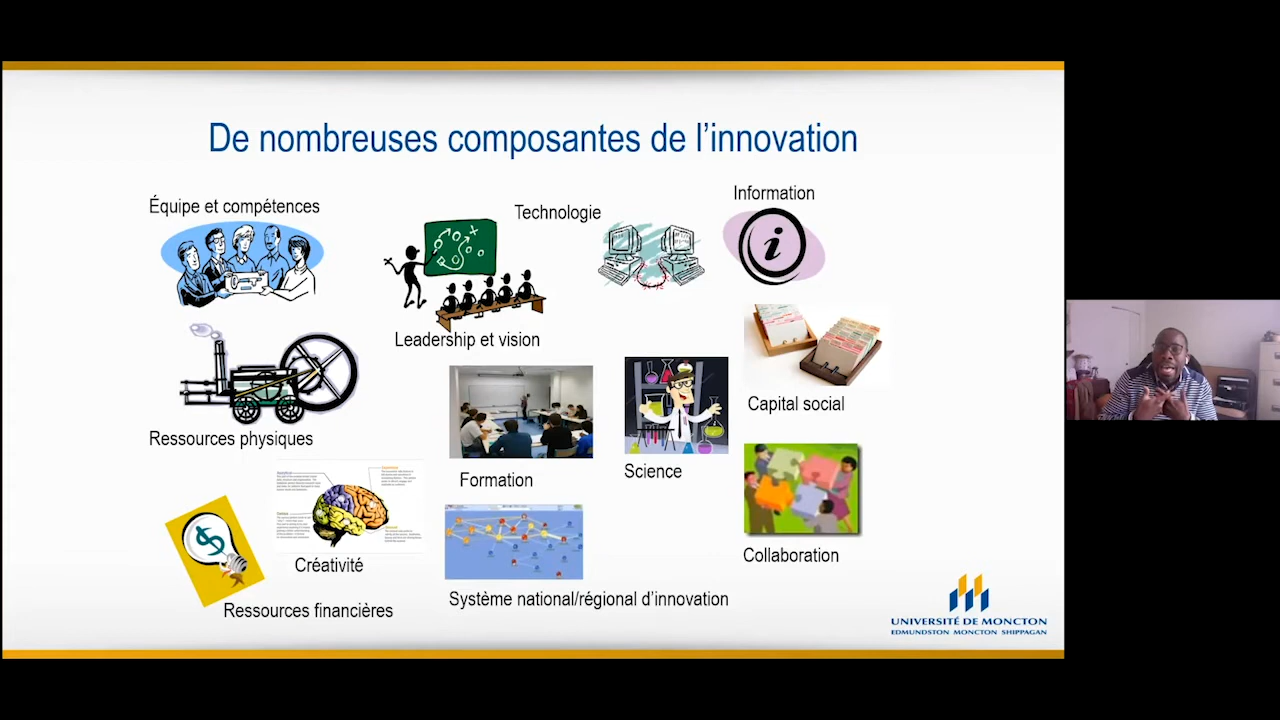 De nombreuses composantes de l'innovation
Équipe et compétences
Technologie
Information
Leadership et vision
Ressources physiques
Capital social
Formation
Science
Créativité
Collaboration
Ressources financières
Système national/régional d'innovation
UNIVERSITÉ DE MONCTON
EDMUNDSTON MONCTON SHIPPAGAN